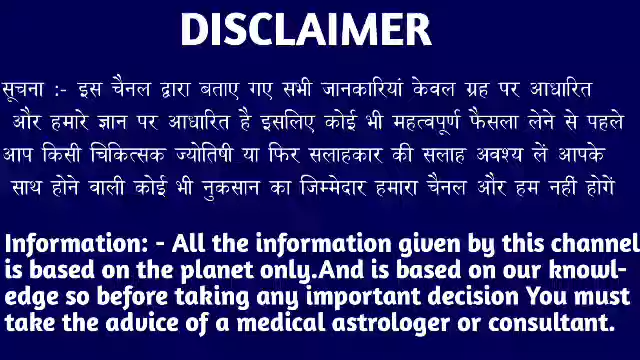 DISCLAIMER
सूचना :- इस चैनल द्वारा बताए गए सभी जानकारियां केवल ग्रह पर आधारित
और हमारे ज्ञान पर आधारित है इसलिए कोई भी महत्वपूर्ण फैसला लेने से पहले
आप किसी चिकित्सक ज्योतिषी या फिर सलाहकार की सलाह अवश्य लें आपके
साथ होने वाली कोई भी नुकसान का जिम्मेदार हमारा चैनल और हम नहीं होगें
Information: - All the information given by this channel
is based on the planet only.And is based on our knowl-
edge so before taking any important decision You must
take the advice of a medical astrologer or consultant.